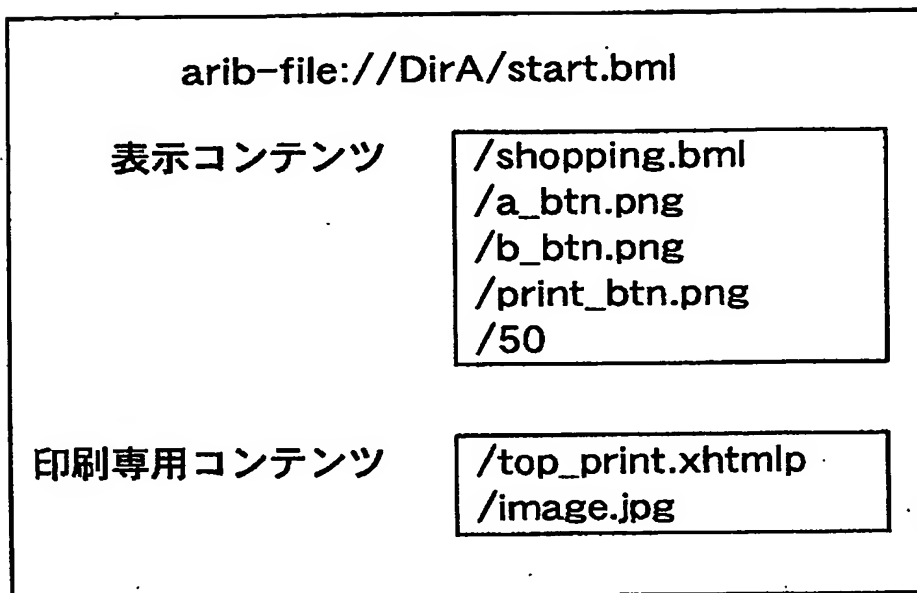 arib-file://DirA/start.bml
表示コンテンツ
/shopping.bml
/a_btn.png
/b_btn.png
/print_btn.png
/50
印刷専用コンテンツ
/top_print.xhtmlp
/image.jpg